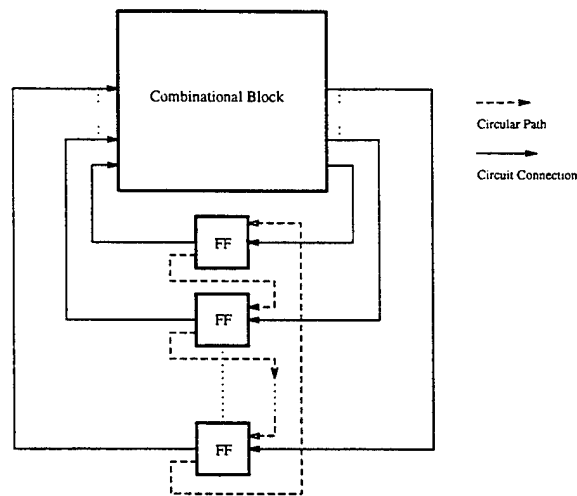 Combinational Block
Circular Path
Circuit Connection
FF
FF
FF